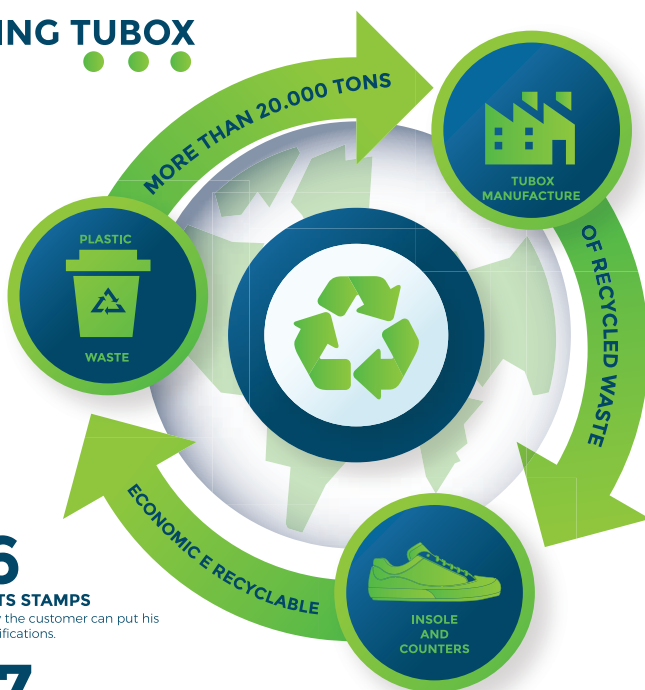 ING TUBOX
MORE THAN 20.000 TONS
TUBOX
MANUFACTURE
OF RECYCLED WASTE
PLASTIC
WASTE
ECONOMIC E RECYCLABLE
INSOLE
AND
COUNTERS
6
TS STAMPS
the customer can put his
ifications.
7